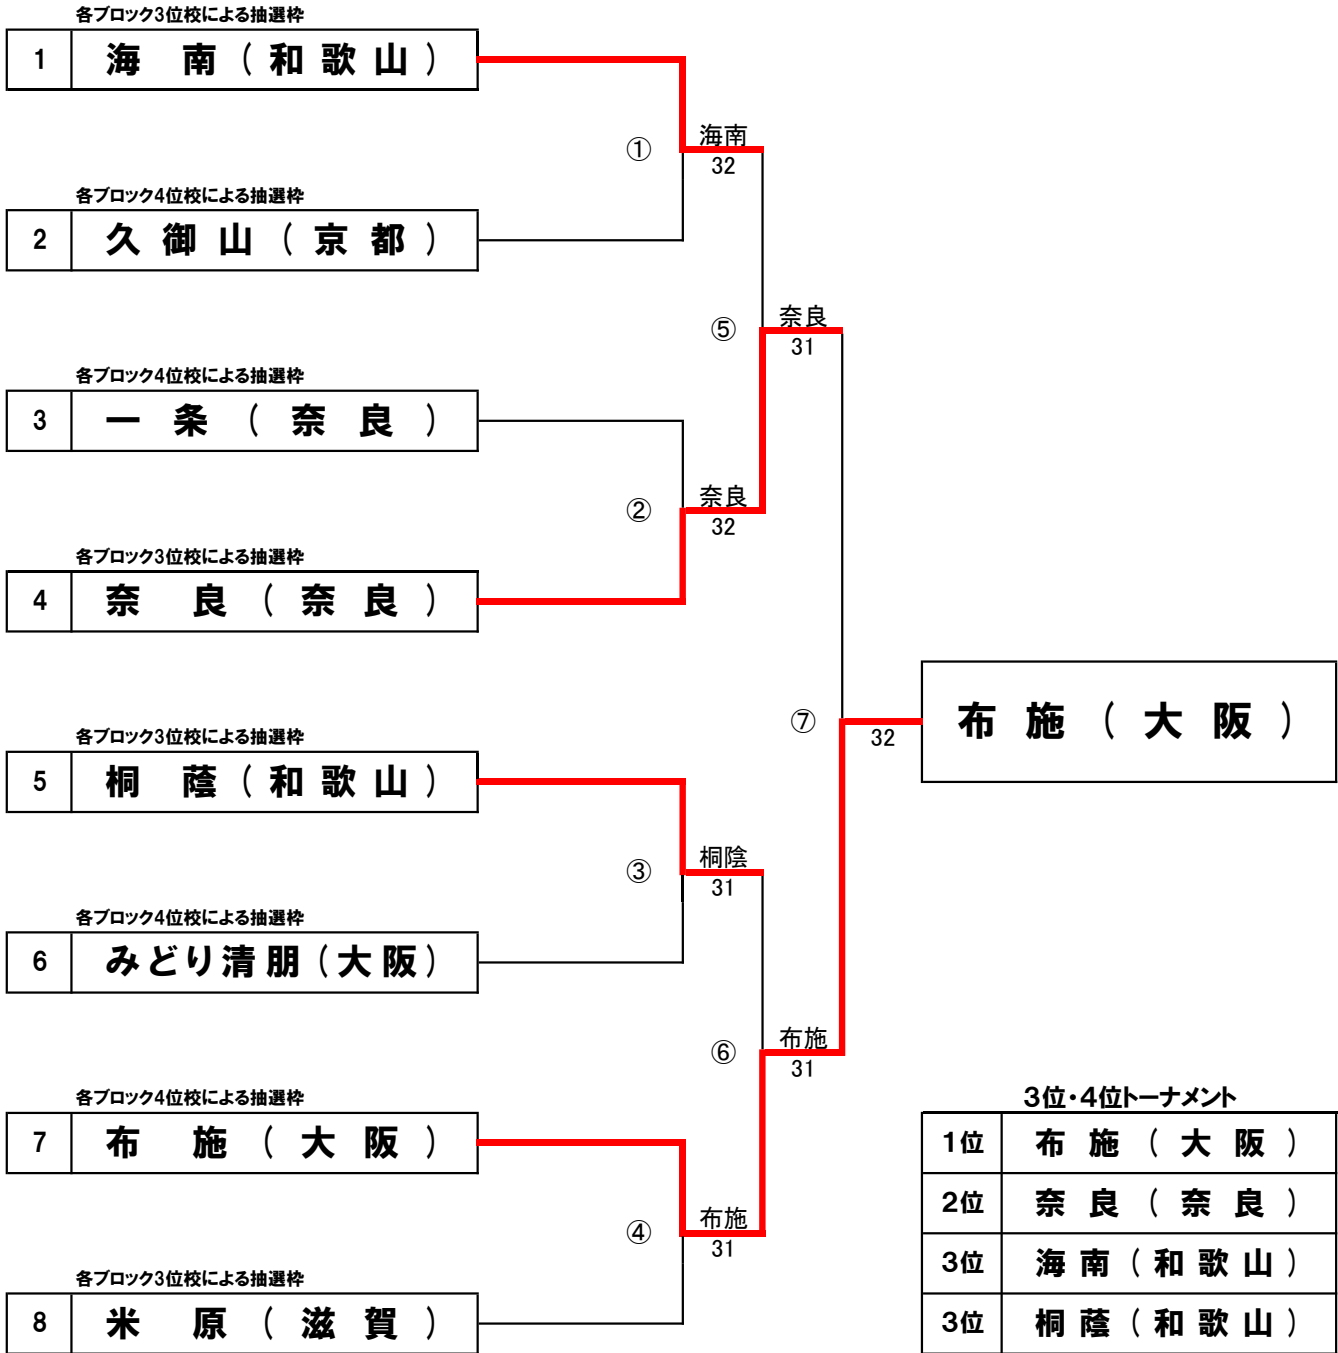 各ブロック3位校による抽選枠
1 海南(和歌山)
① 海南
32
各ブロック4位校による抽選枠
2 久御山(京都)
⑤ 奈良
31
各ブロック4位校による抽選枠
3 一条(奈良)
② 奈良
32
各ブロック3位校による抽選枠
4 奈良(奈良)
各ブロック3位校による抽選枠
5 桐蔭(和歌山)
⑦ 32
布施(大阪)
③ 桐陰
31
各ブロック4位校による抽選枠
6 みどり清朋(大阪)
⑥ 布施
31
各ブロック4位校による抽選枠
7 布施(大阪)
④ 布施
31
各ブロック3位校による抽選枠
8 米原(滋賀)
3位・4位トーナメント
1位 布施(大阪)
2位 奈良(奈良)
3位 海南(和歌山)
3位 桐蔭(和歌山)